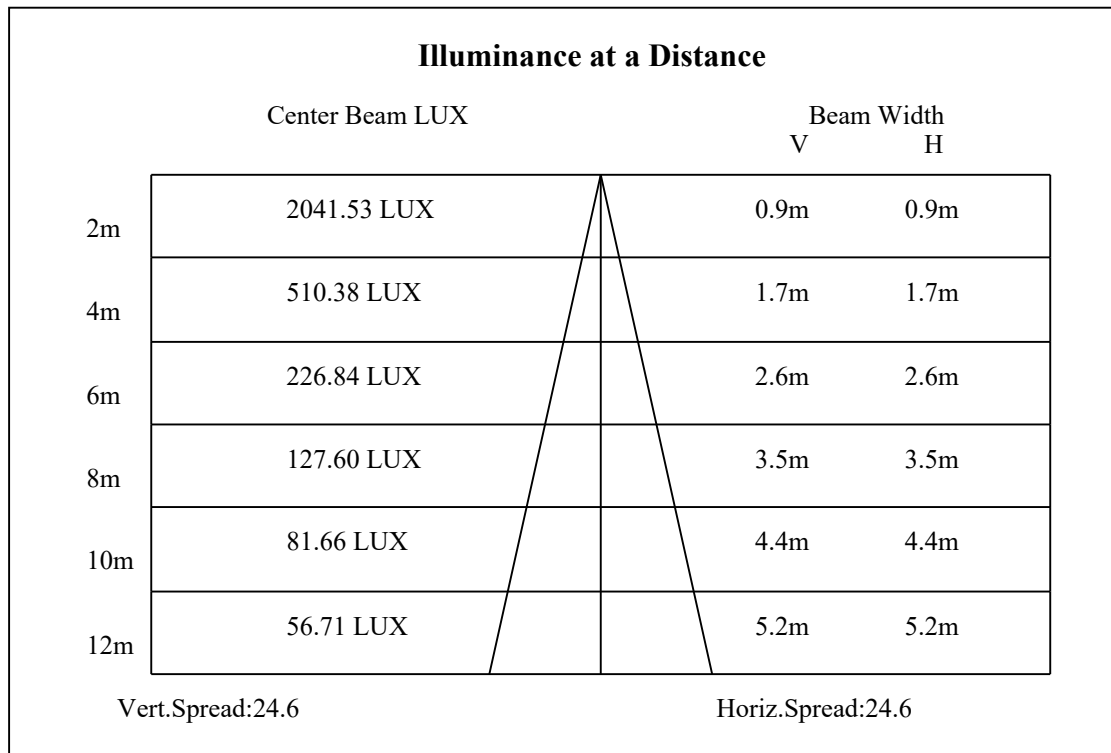 Illuminance at a Distance
Center Beam LUX Beam Width
V H
2m 2041.53 LUX 0.9m 0.9m
4m 510.38 LUX 1.7m 1.7m
6m 226.84 LUX 2.6m 2.6m
8m 127.60 LUX 3.5m 3.5m
10m 81.66 LUX 4.4m 4.4m
12m 56.71 LUX 5.2m 5.2m
Vert.Spread:24.6 Horiz.Spread:24.6